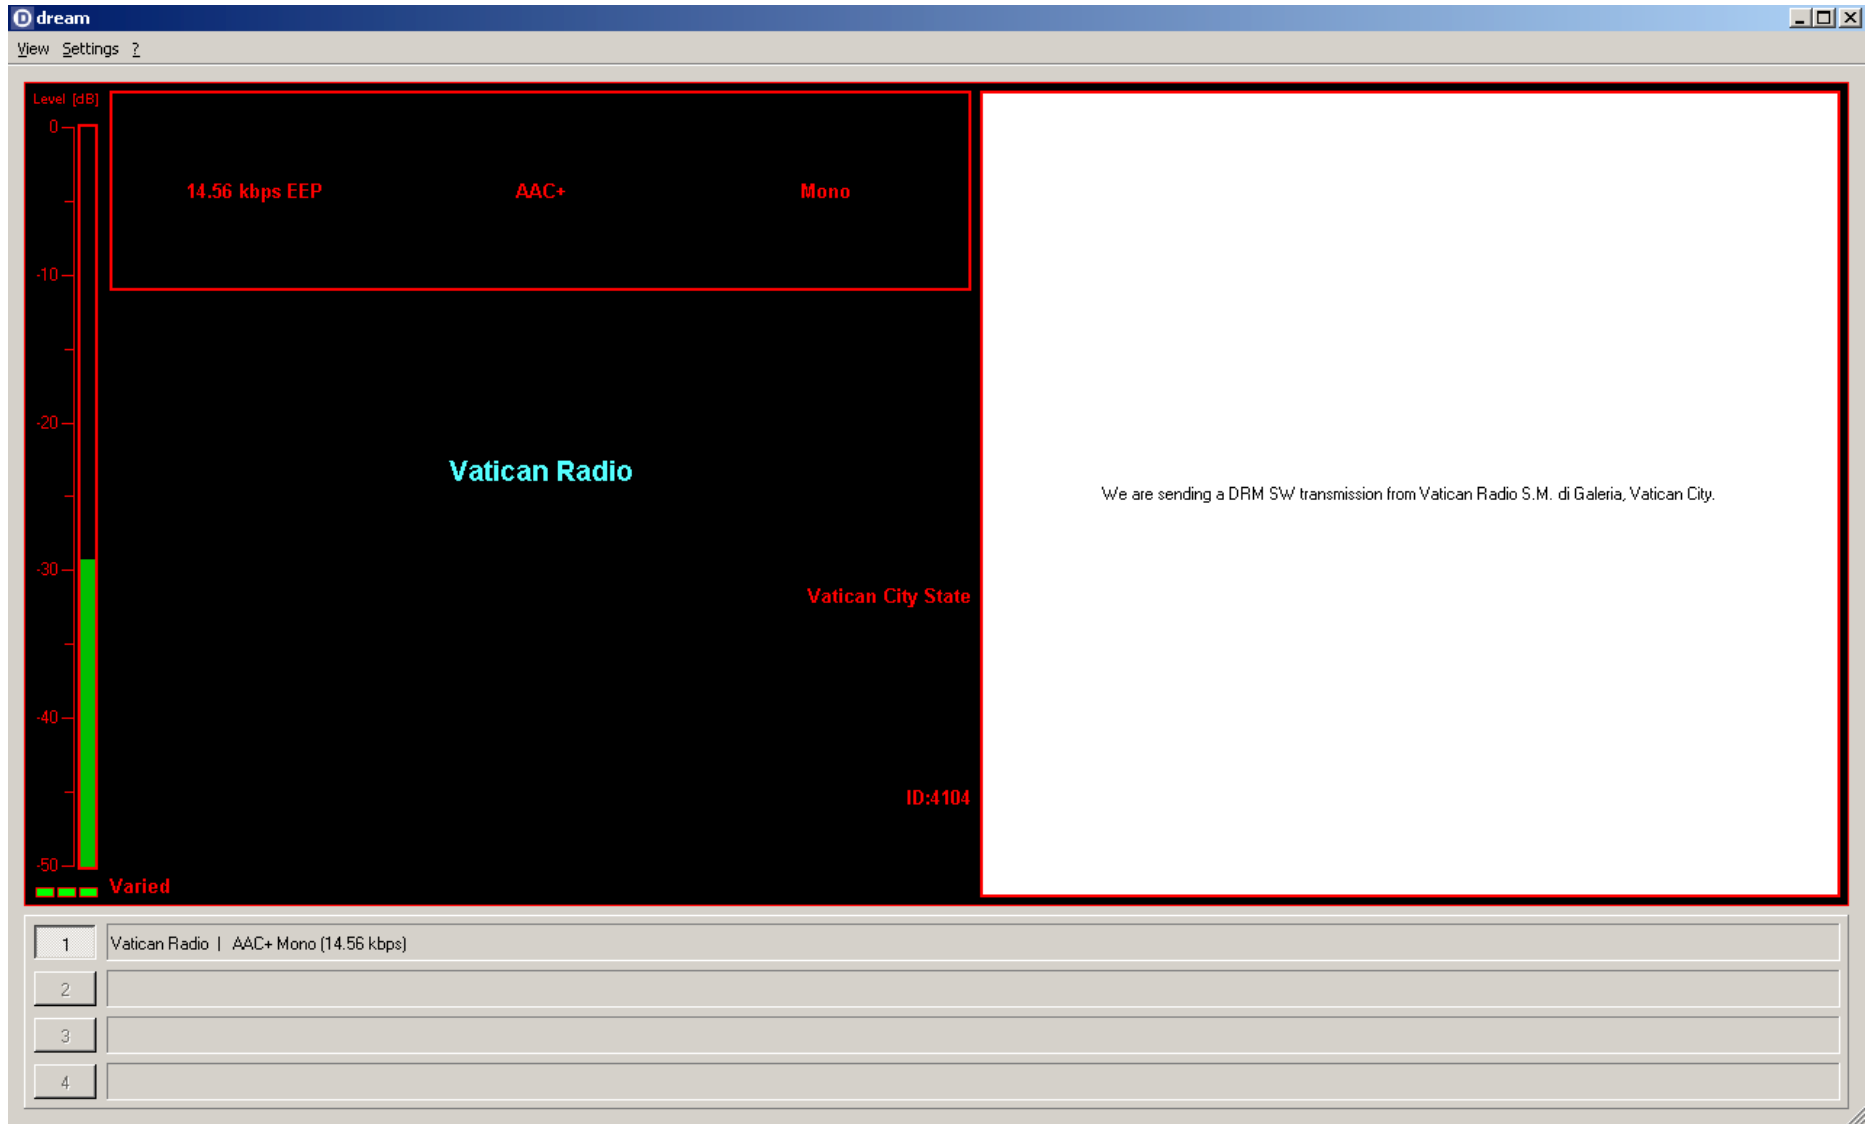 dream
View Settings ?
Level [dB]
0
-10
-20
-30
-40
-50
14.56 kbps EEP AAC+ Mono
Vatican Radio
Vatican City State
ID:4104
Varied
We are sending a DRM SW transmission from Vatican Radio S.M. di Galeria, Vatican City.
1 Vatican Radio | AAC+ Mono (14.56 kbps)
2
3
4